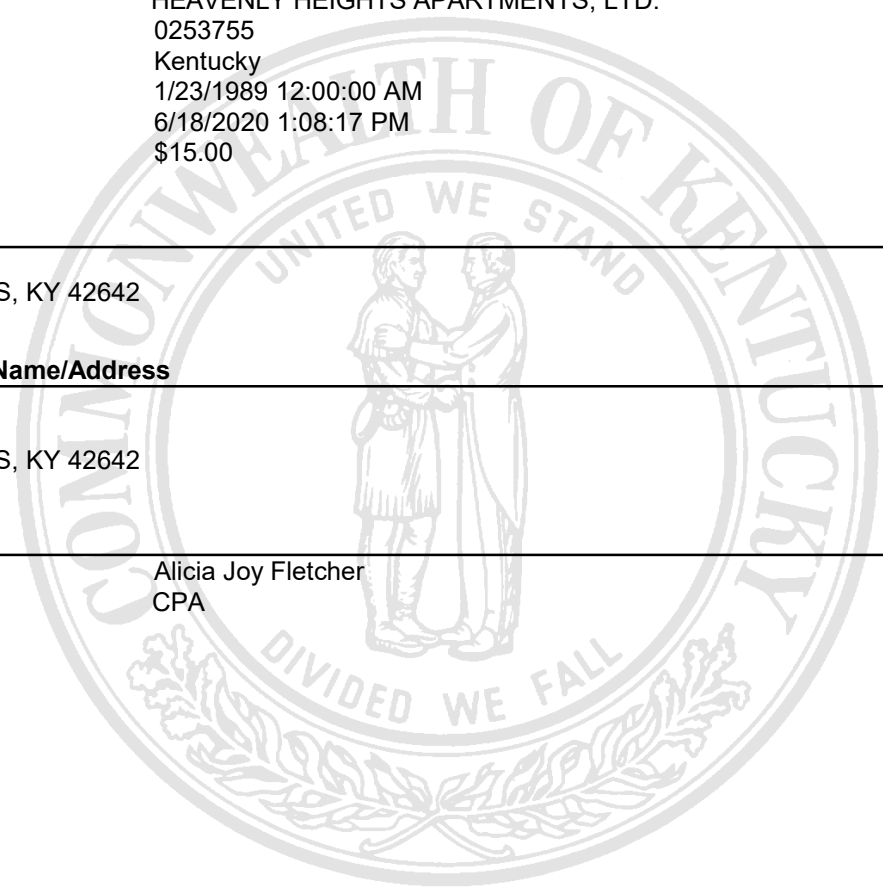 HEAVENLY HEIGHTS APARTMENTS, LTD.
0253755
Kentucky
1/23/1989 12:00:00 AM
6/18/2020 1:08:17 PM
$15.00
S, KY 42642
Name/Address
S, KY 42642
Alicia Joy Fletcher
CPA
COMMONWEALTH OF KENTUCKY
UNITED WE STAND
DIVIDED WE FALL